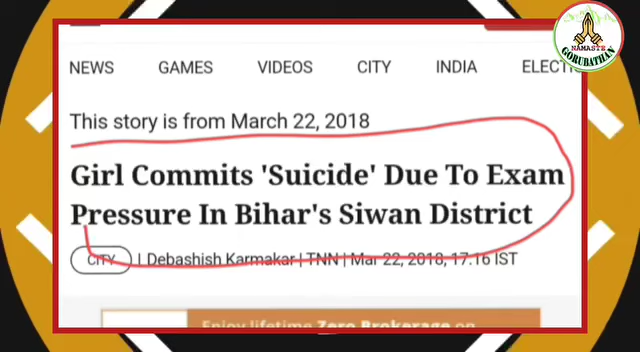 NAMASTE
GORUBATHAN
NEWS GAMES VIDEOS CITY INDIA
This story is from March 22, 2018
Girl Commits 'Suicide' Due To Exam
Pressure In Bihar's Siwan District
CITY | Debashish Karmakar | TNN | Mar 22, 2018, 17.16 IST
Enjoy lifetime Zero Brokerage on